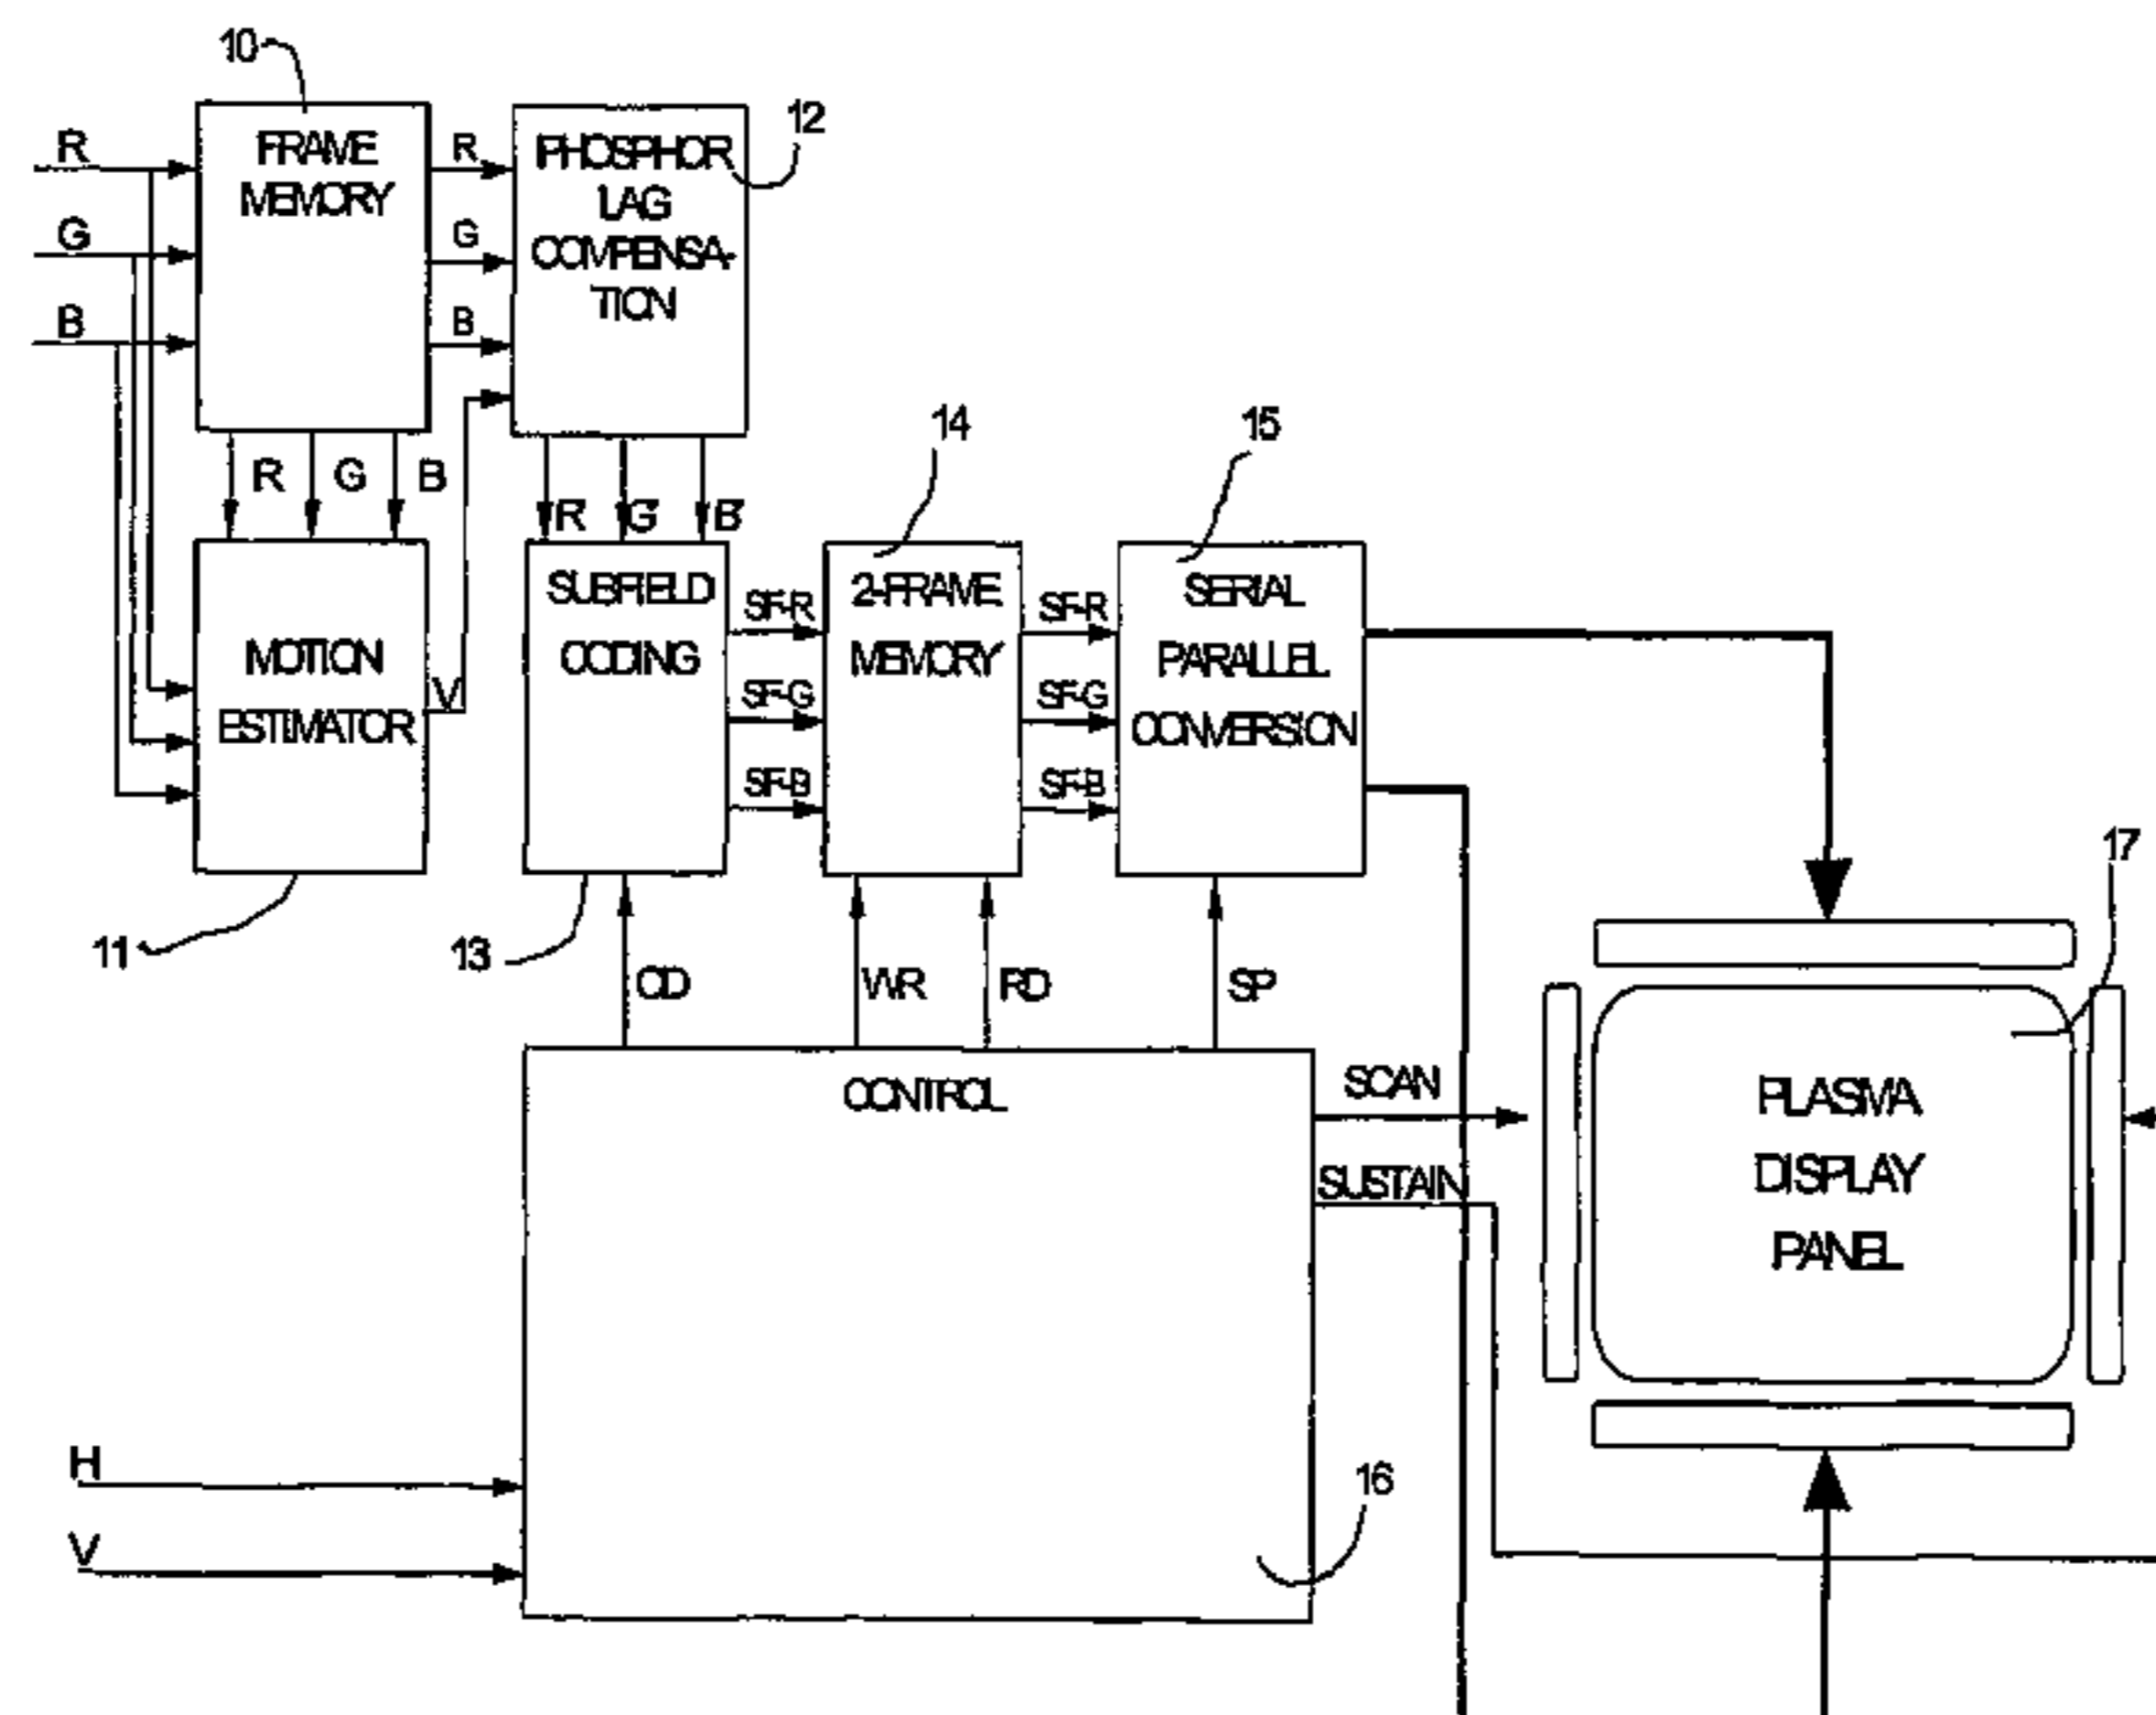 10
12
R
FRAME
MEMORY
R
PHOSPHOR
LAG
COMPENSA-
TION
G
G
B
B
R
G
B
14
15
R'
G'
B'
MOTION
ESTIMATOR
V
SUBFIELD
CODING
SF-R
SF-G
SF-B
2-FRAME
MEMORY
SF-R
SF-G
SF-B
SERIAL
PARALLEL
CONVERSION
17
11
13
CD
WR
RD
SP
CONTROL
SCAN
SUSTAIN
PLASMA
DISPLAY
PANEL
H
V
16